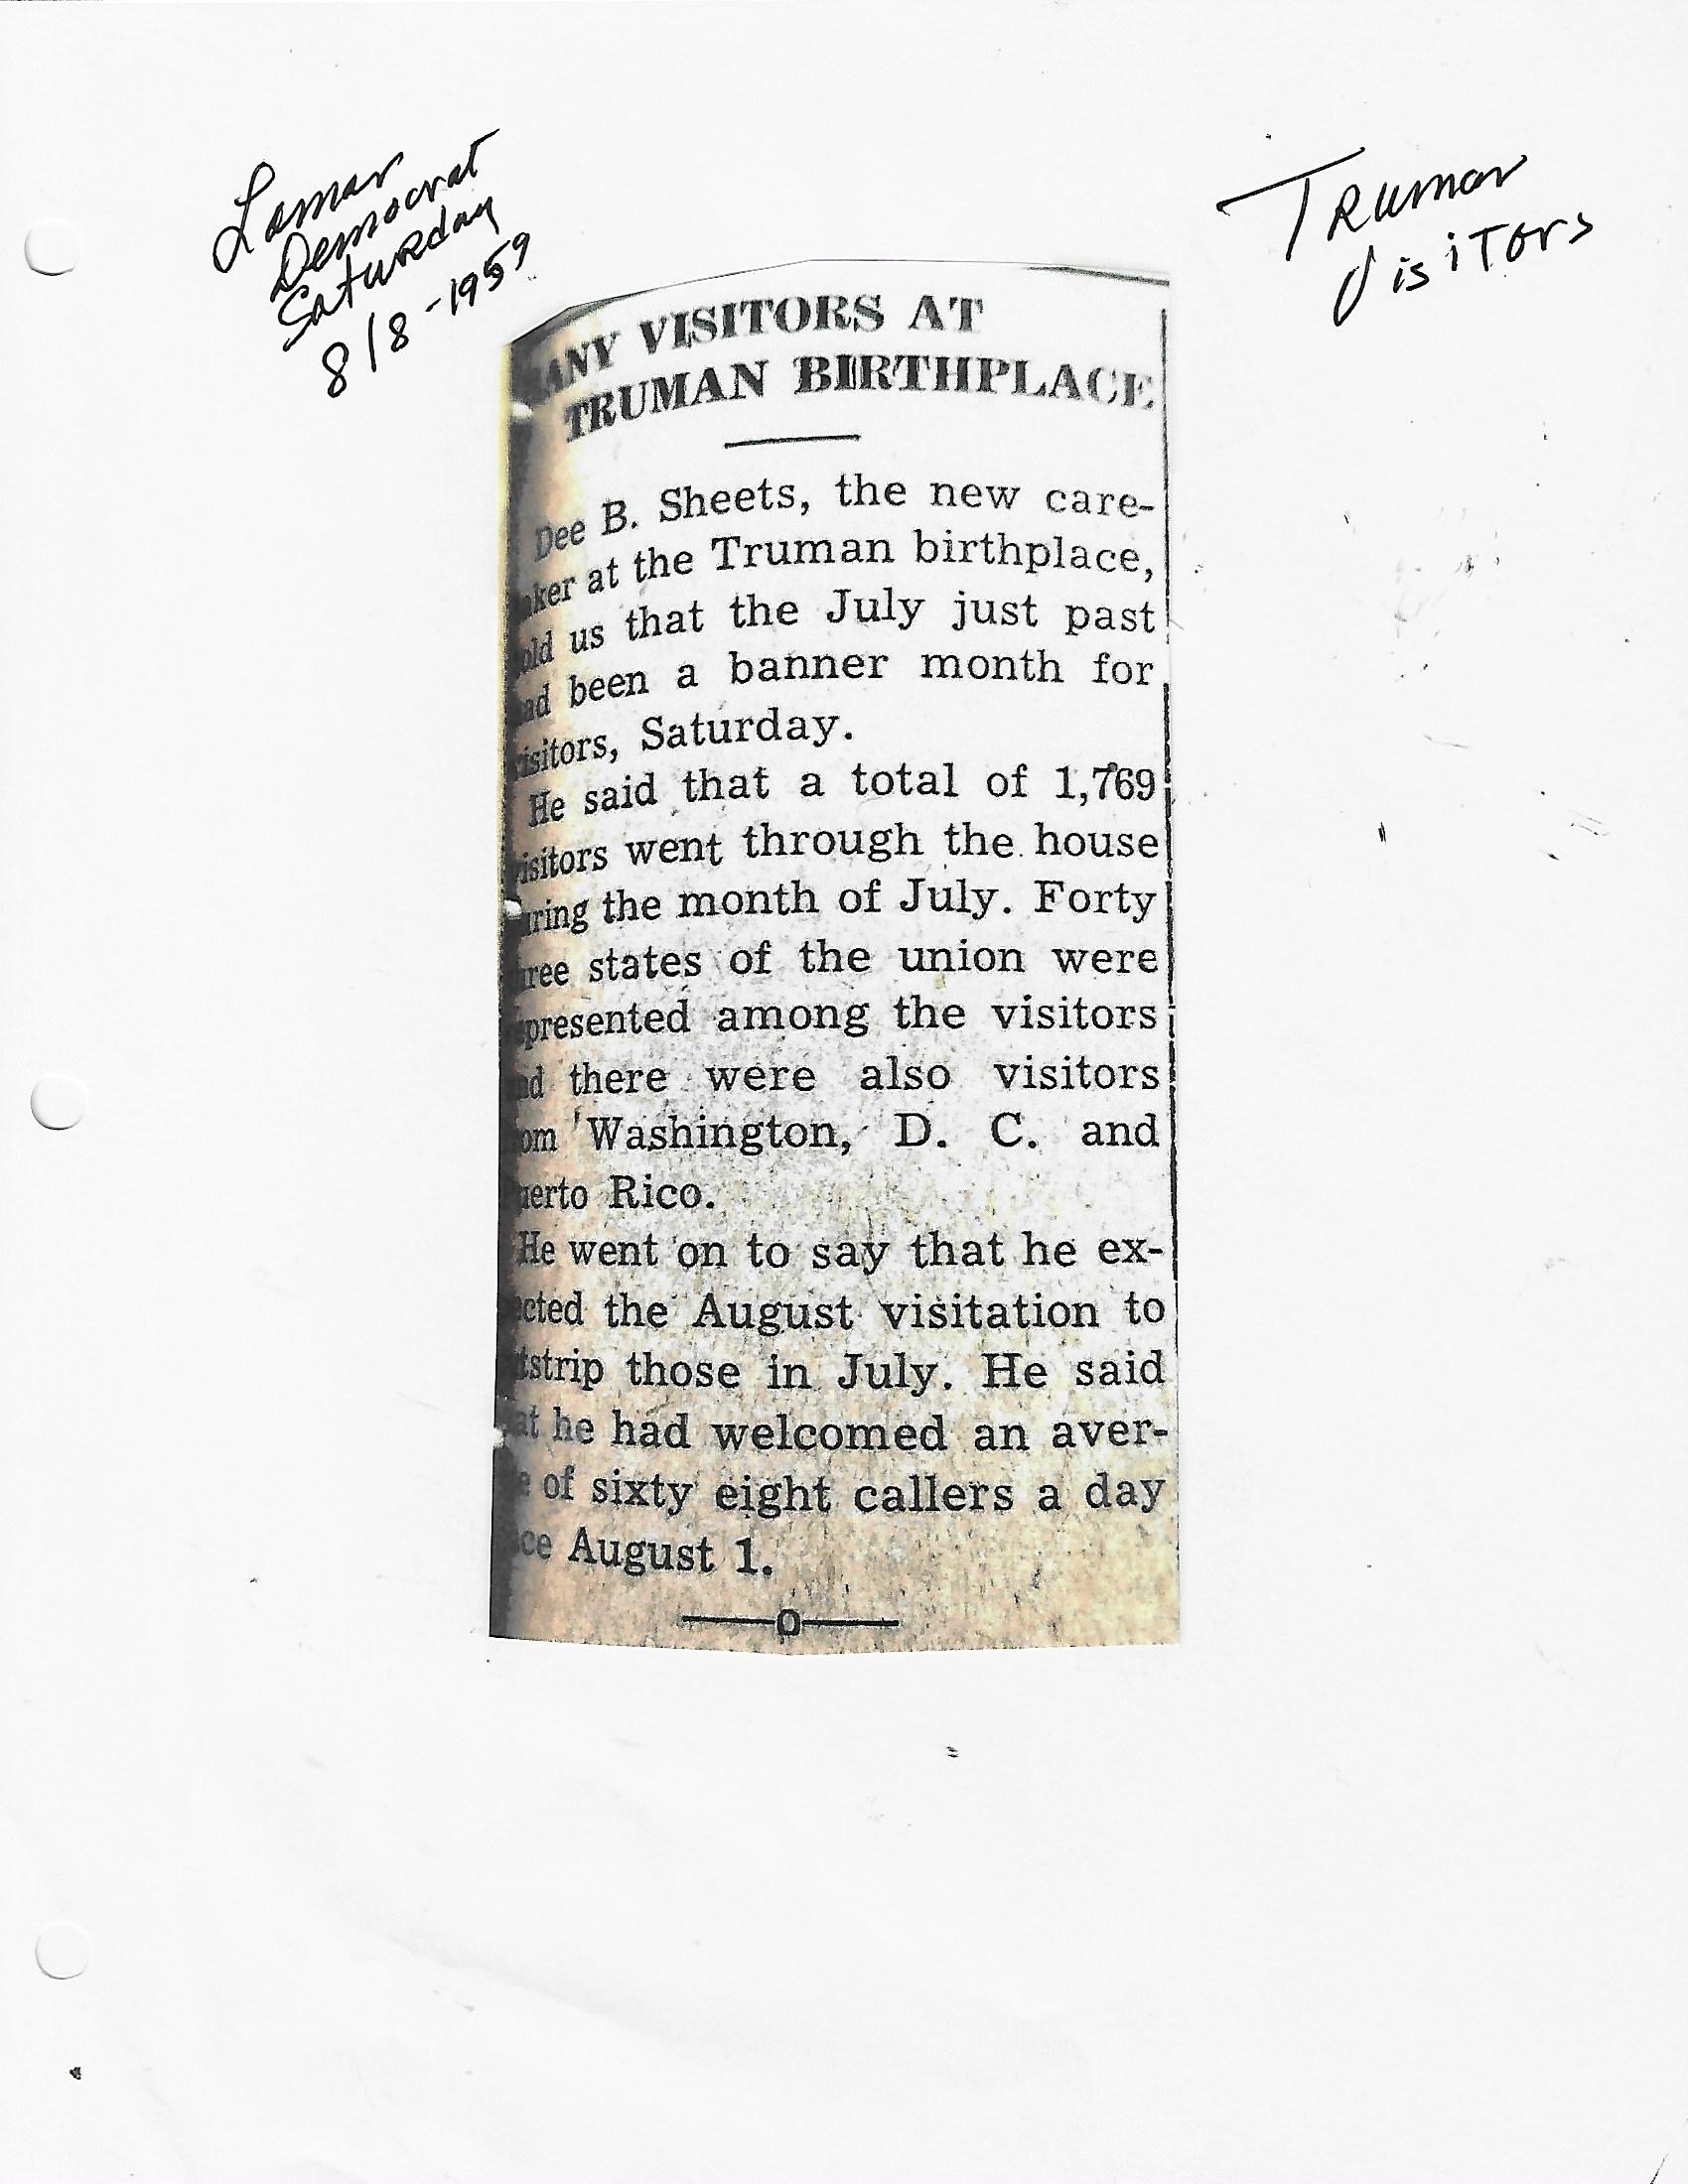 Lamar
Democrat
Saturday
8/8-1959
Truman
Visitors
ANY VISITORS AT
TRUMAN BIRTHPLACE
Dee B. Sheets, the new care-
aker at the Truman birthplace,
old us that the July just past
ad been a banner month for
isitors, Saturday.
He said that a total of 1,769
isitors went through the house
uring the month of July. Forty
ree states of the union were
presented among the visitors
nd there were also visitors
om Washington, D. C. and
uerto Rico.
He went on to say that he ex-
ected the August visitation to
tstrip those in July. He said
at he had welcomed an aver-
e of sixty eight callers a day
ce August 1.